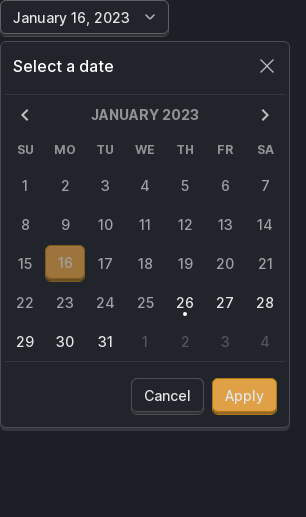 January 16, 2023
Select a date
JANUARY 2023
SU MO TU WE TH FR SA
1 2 3 4 5 6 7
8 9 10 11 12 13 14
15 16 17 18 19 20 21
22 23 24 25 26 27 28
29 30 31 1 2 3 4
Cancel Apply